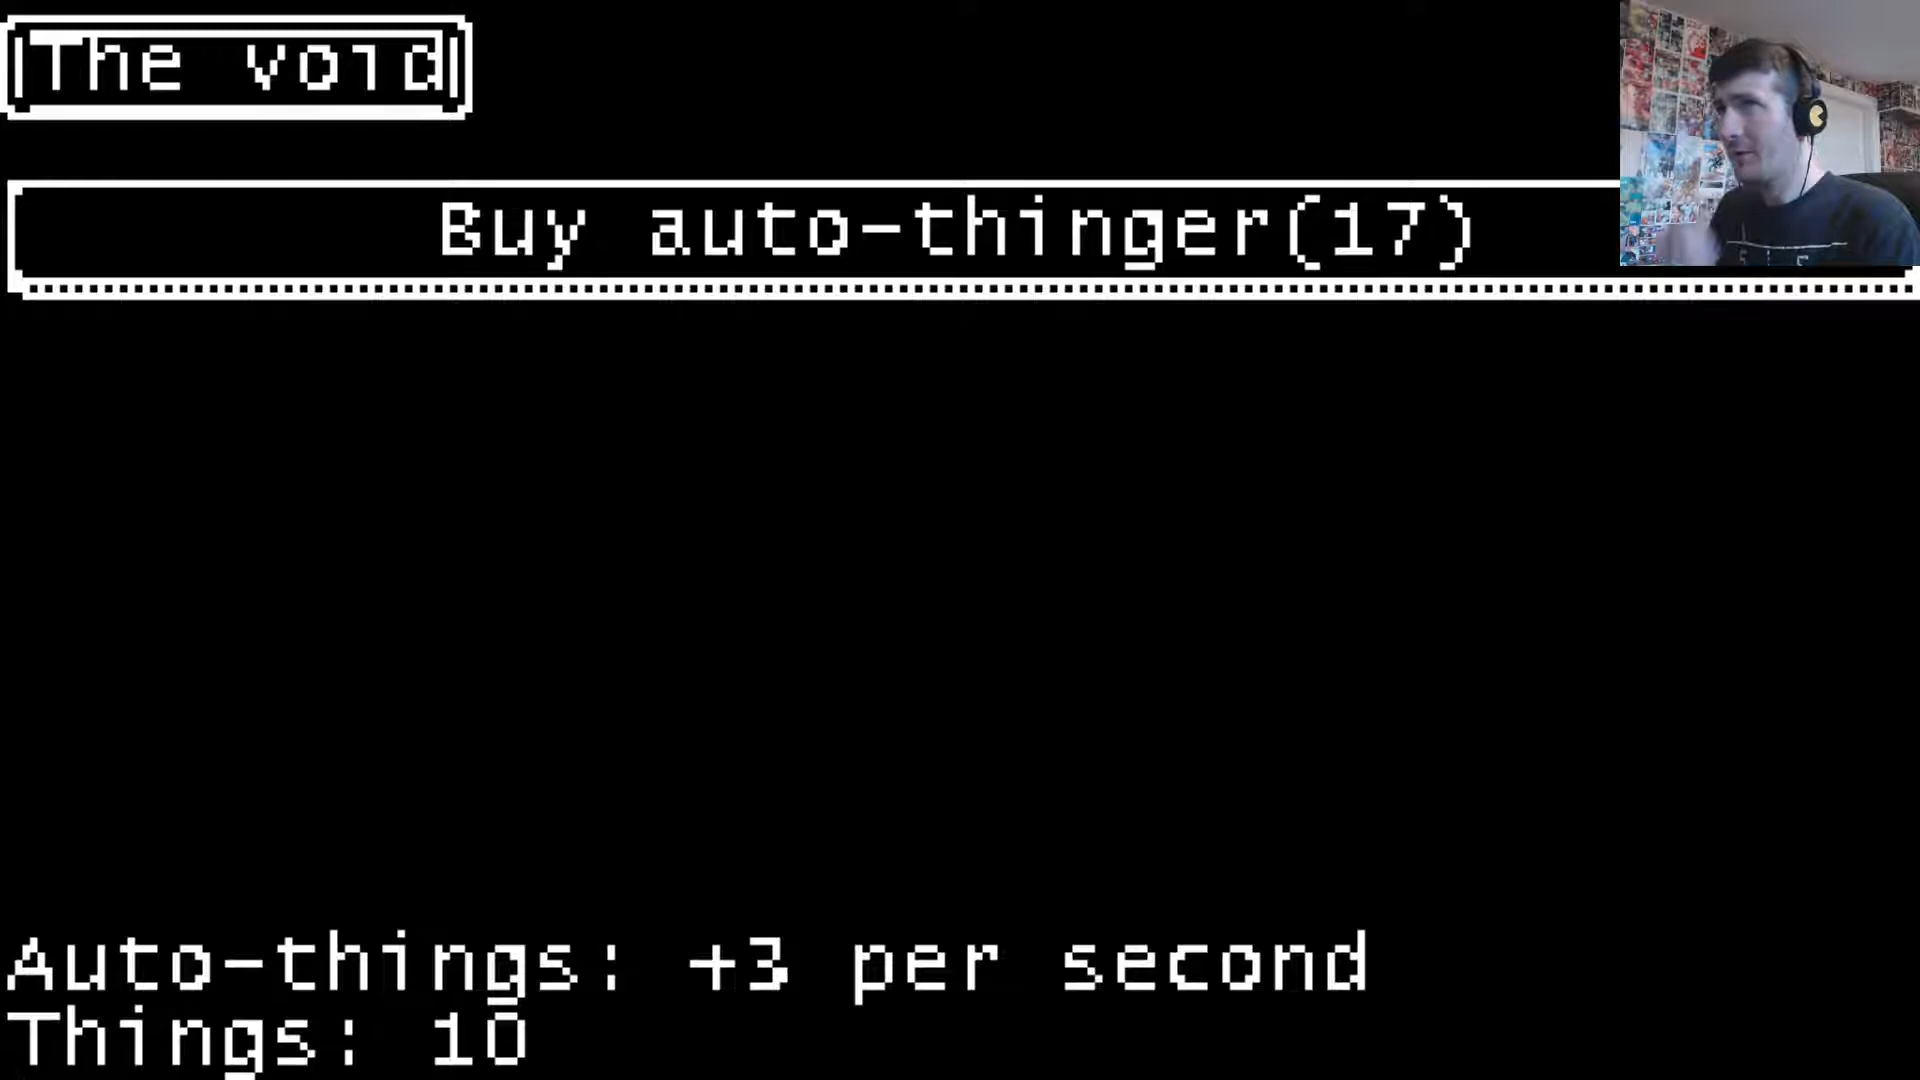 The void
Buy auto-thinger(17)
Auto-things: +3 per second
Things: 10